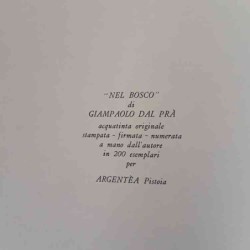 "NEL BOSCO"
di
GIAMPAOLO DAL PRÀ
acquatinta originale
stampata - firmata - numerata
a mano dall'autore
in 200 esemplari
per
ARGENTÈA Pistoia